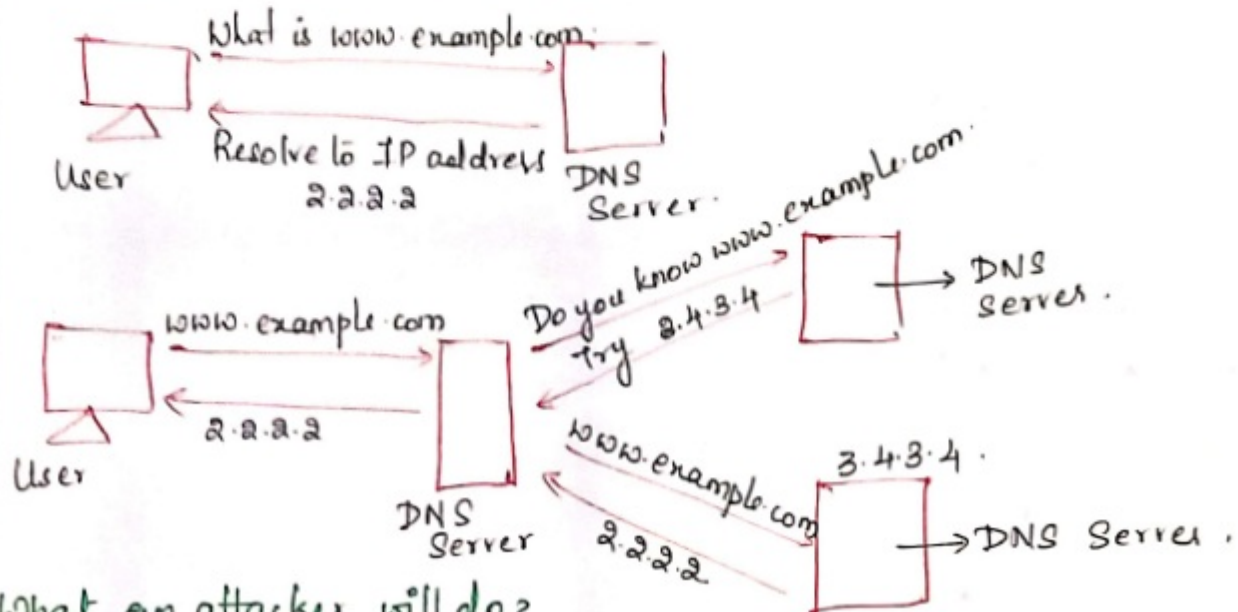 What is www.example.com.
Resolve to IP address
2.2.2.2
User
DNS
Server.
www.example.com
2.2.2.2
User
DNS
Server
Do you know www.example.com.
Try 3.4.3.4
DNS
Server.
www.example.com
2.2.2.2
3.4.3.4.
DNS Server.
What an attacker will do?